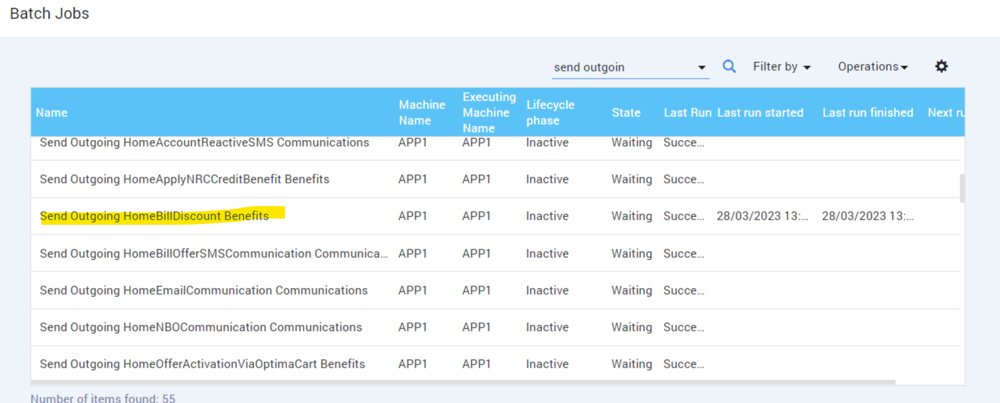 Batch Jobs
send outgoin Filter by Operations
Name Machine Name Executing Machine Name Lifecycle phase State Last Run Last run started Last run finished Next ru
Send Outgoing HomeAccountReactiveSMS Communications APP1 APP1 Inactive Waiting Succe...
Send Outgoing HomeApplyNRCCreditBenefit Benefits APP1 APP1 Inactive Waiting Succe...
Send Outgoing HomeBillDiscount Benefits APP1 APP1 Inactive Waiting Succe... 28/03/2023 13:... 28/03/2023 13:...
Send Outgoing HomeBillOfferSMSCommunication Communica... APP1 APP1 Inactive Waiting Succe...
Send Outgoing HomeEmailCommunication Communications APP1 APP1 Inactive Waiting Succe...
Send Outgoing HomeNBOCommunication Communications APP1 APP1 Inactive Waiting Succe...
Send Outgoing HomeOfferActivationViaOptimaCart Benefits APP1 APP1 Inactive Waiting Succe...
Number of items found: 55